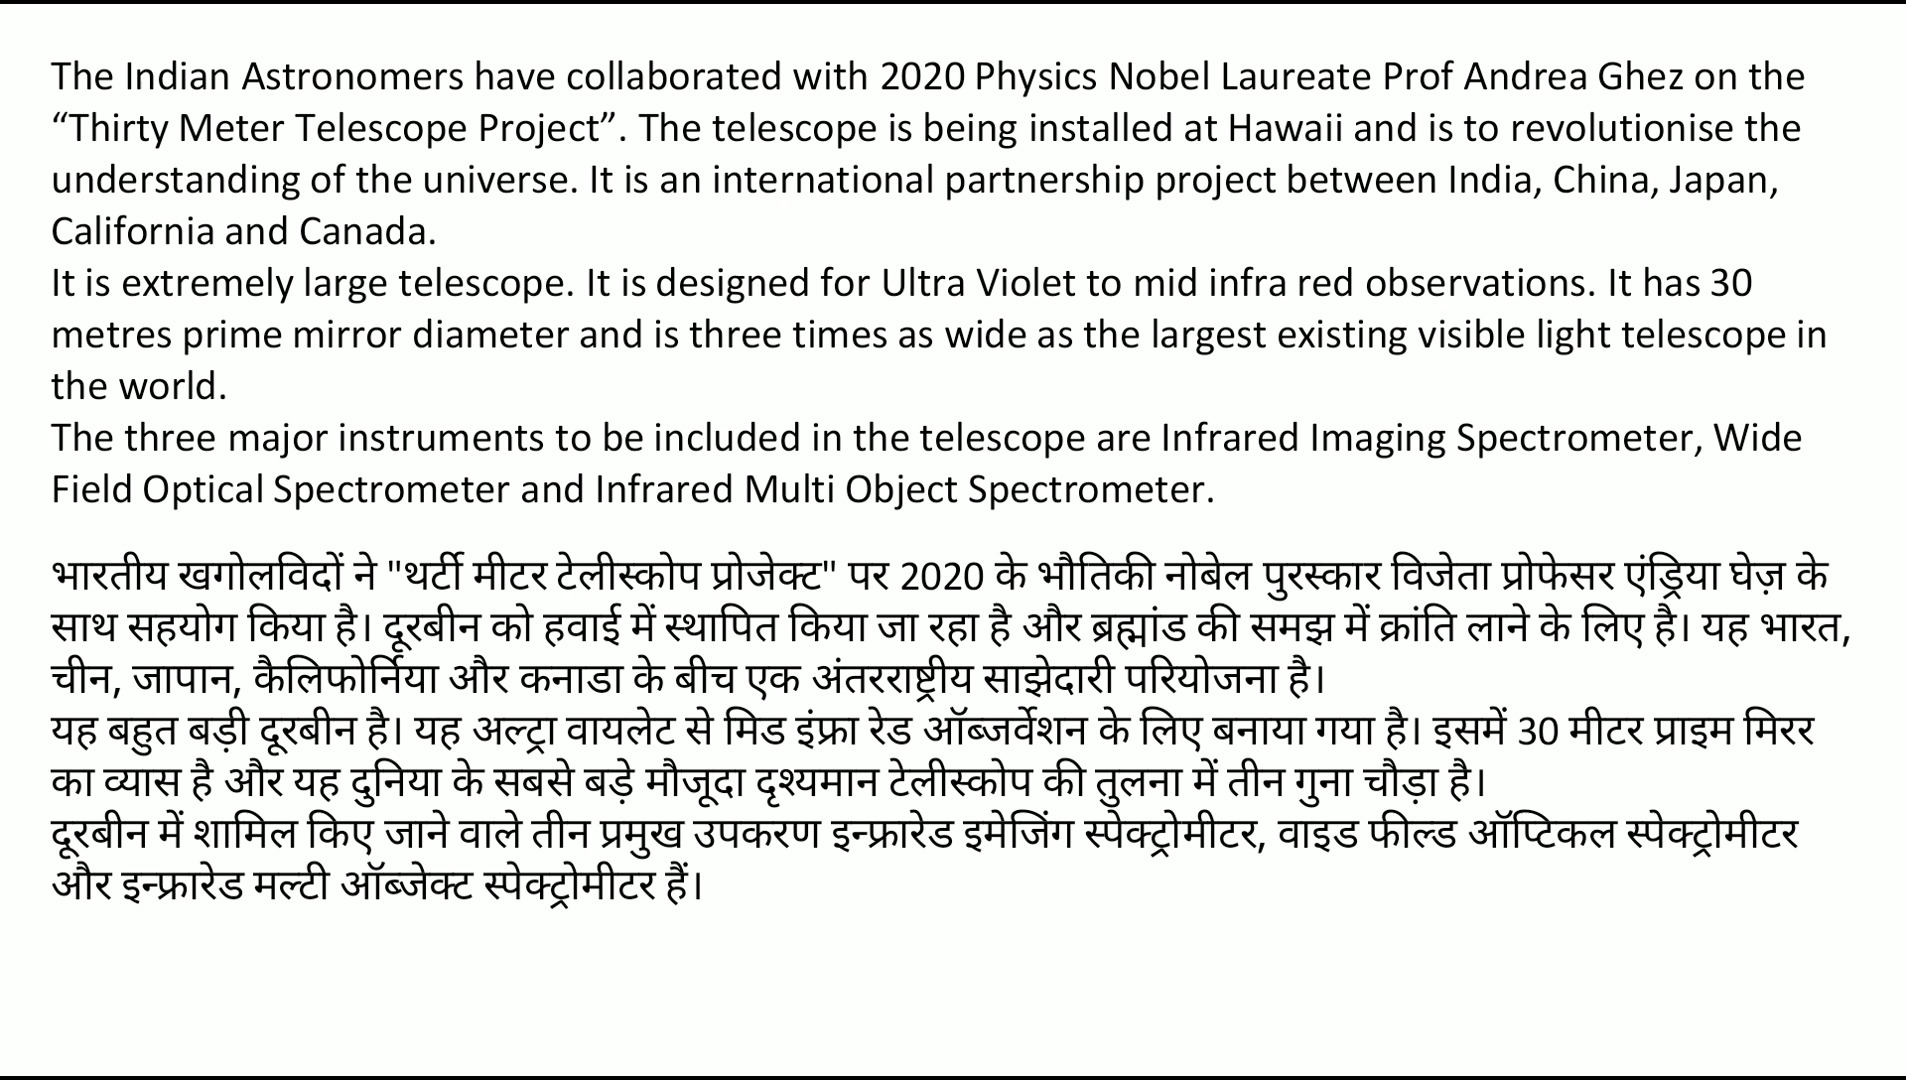 The Indian Astronomers have collaborated with 2020 Physics Nobel Laureate Prof Andrea Ghez on the
“Thirty Meter Telescope Project”. The telescope is being installed at Hawaii and is to revolutionise the
understanding of the universe. It is an international partnership project between India, China, Japan,
California and Canada.
It is extremely large telescope. It is designed for Ultra Violet to mid infra red observations. It has 30
metres prime mirror diameter and is three times as wide as the largest existing visible light telescope in
the world.
The three major instruments to be included in the telescope are Infrared Imaging Spectrometer, Wide
Field Optical Spectrometer and Infrared Multi Object Spectrometer.
भारतीय खगोलविदों ने "थर्टी मीटर टेलीस्कोप प्रोजेक्ट" पर 2020 के भौतिकी नोबेल पुरस्कार विजेता प्रोफेसर एंड्रिया घेज़ के
साथ सहयोग किया है। दूरबीन को हवाई में स्थापित किया जा रहा है और ब्रह्मांड की समझ में क्रांति लाने के लिए है। यह भारत,
चीन, जापान, कैलिफोर्निया और कनाडा के बीच एक अंतरराष्ट्रीय साझेदारी परियोजना है।
यह बहुत बड़ी दूरबीन है। यह अल्ट्रा वायलेट से मिड इंफ्रा रेड ऑब्जर्वेशन के लिए बनाया गया है। इसमें 30 मीटर प्राइम मिरर
का व्यास है और यह दुनिया के सबसे बड़े मौजूदा दृश्यमान टेलीस्कोप की तुलना में तीन गुना चौड़ा है।
दूरबीन में शामिल किए जाने वाले तीन प्रमुख उपकरण इन्फ्रारेड इमेजिंग स्पेक्ट्रोमीटर, वाइड फील्ड ऑप्टिकल स्पेक्ट्रोमीटर
और इन्फ्रारेड मल्टी ऑब्जेक्ट स्पेक्ट्रोमीटर हैं।